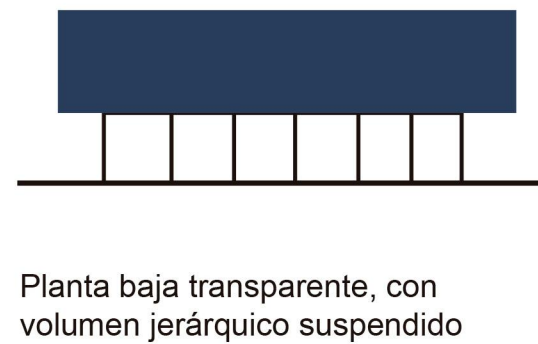 Planta baja transparente, con
volumen jerárquico suspendido